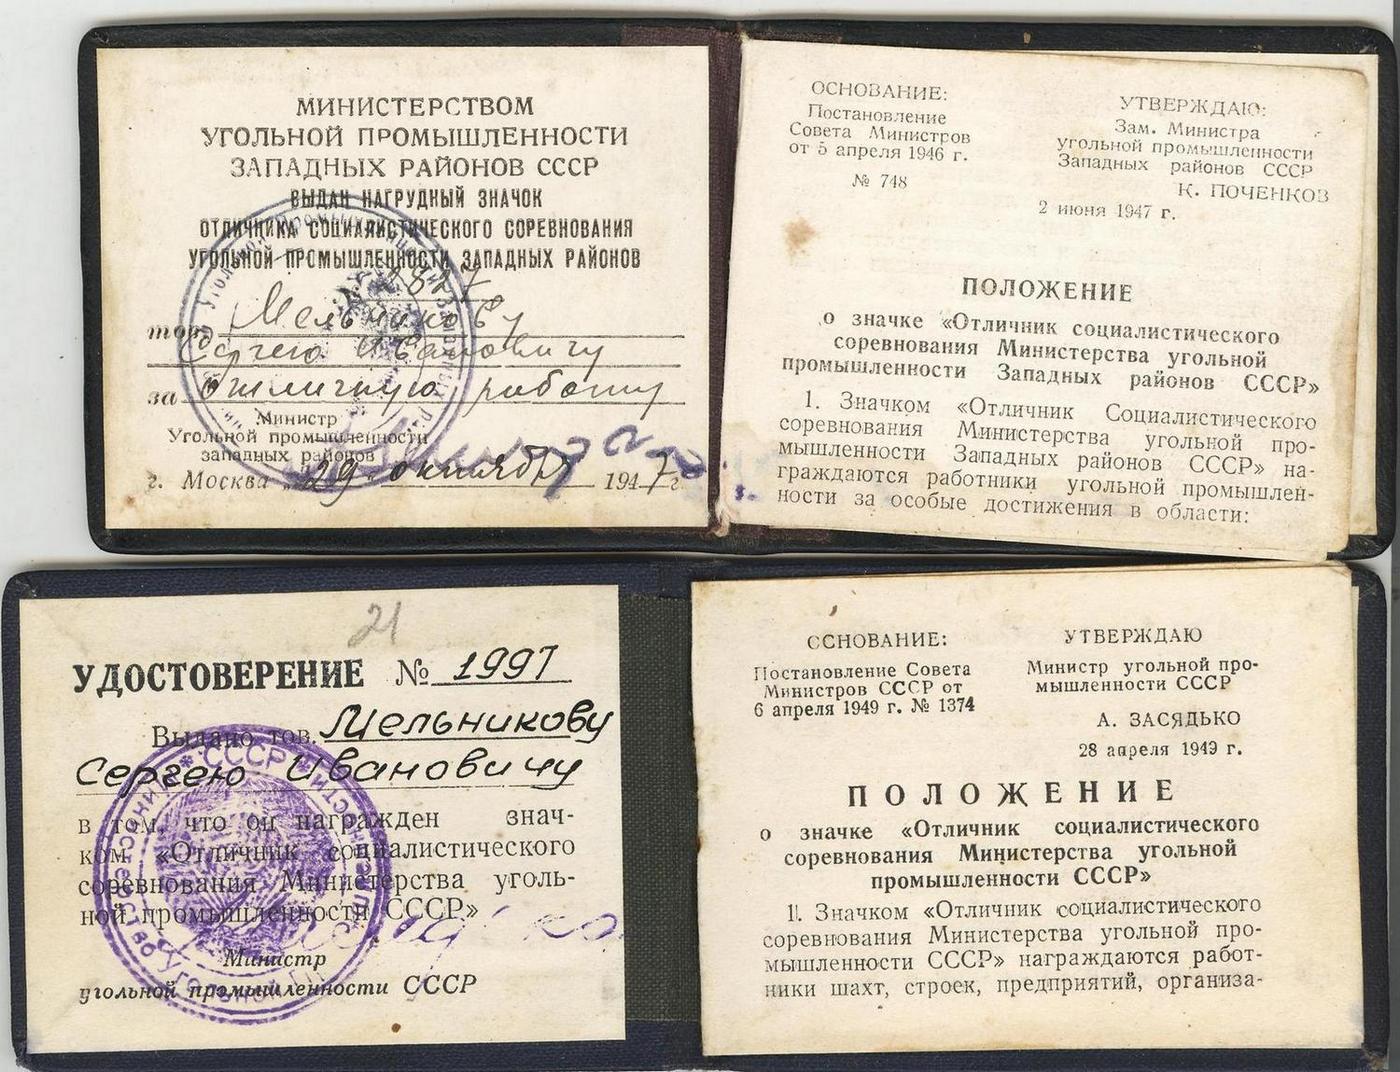 МИНИСТЕРСТВОМ
УГОЛЬНОЙ ПРОМЫШЛЕННОСТИ
ЗАПАДНЫХ РАЙОНОВ СССР
ВЫДАН НАГРУДНЫЙ ЗНАЧОК
ОТЛИЧНИКА СОЦИАЛИСТИЧЕСКОГО СОРЕВНОВАНИЯ
УГОЛЬНОЙ ПРОМЫШЛЕННОСТИ ЗАПАДНЫХ РАЙОНОВ
тов. Мельникову
Сергею Ивановичу
за отличную работу
Министр
Угольной промышленности
западных районов
г. Москва „29 октября 1947 г.
ОСНОВАНИЕ:
Постановление
Совета Министров
от 5 апреля 1946 г.
№ 748
УТВЕРЖДАЮ:
Зам. Министра
угольной промышленности
Западных районов СССР
К. ПОЧЕНКОВ
2 июня 1947 г.
ПОЛОЖЕНИЕ
о значке «Отличник социалистического
соревнования Министерства угольной
промышленности Западных районов СССР»
1. Значком «Отличник Социалистического
соревнования Министерства угольной про-
мышленности Западных районов СССР» на-
граждаются работники угольной промышлен-
ности за особые достижения в области:
21
УДОСТОВЕРЕНИЕ № 1997
Выдано тов. Мельникову
Сергею Ивановичу
в том, что он награжден знач-
ком «Отличник социалистического
соревнования Министерства уголь-
ной промышленности СССР»
Министр
угольной промышленности СССР
ССНОВАНИЕ:
Постановление Совета
Министров СССР от
6 апреля 1949 г. № 1374
УТВЕРЖДАЮ
Министр угольной про-
мышленности СССР
А. ЗАСЯДЬКО
28 апреля 1949 г.
ПОЛОЖЕНИЕ
о значке «Отличник социалистического
соревнования Министерства угольной
промышленности СССР»
1. Значком «Отличник социалистического
соревнования Министерства угольной про-
мышленности СССР» награждаются работ-
ники шахт, строек, предприятий, организа-